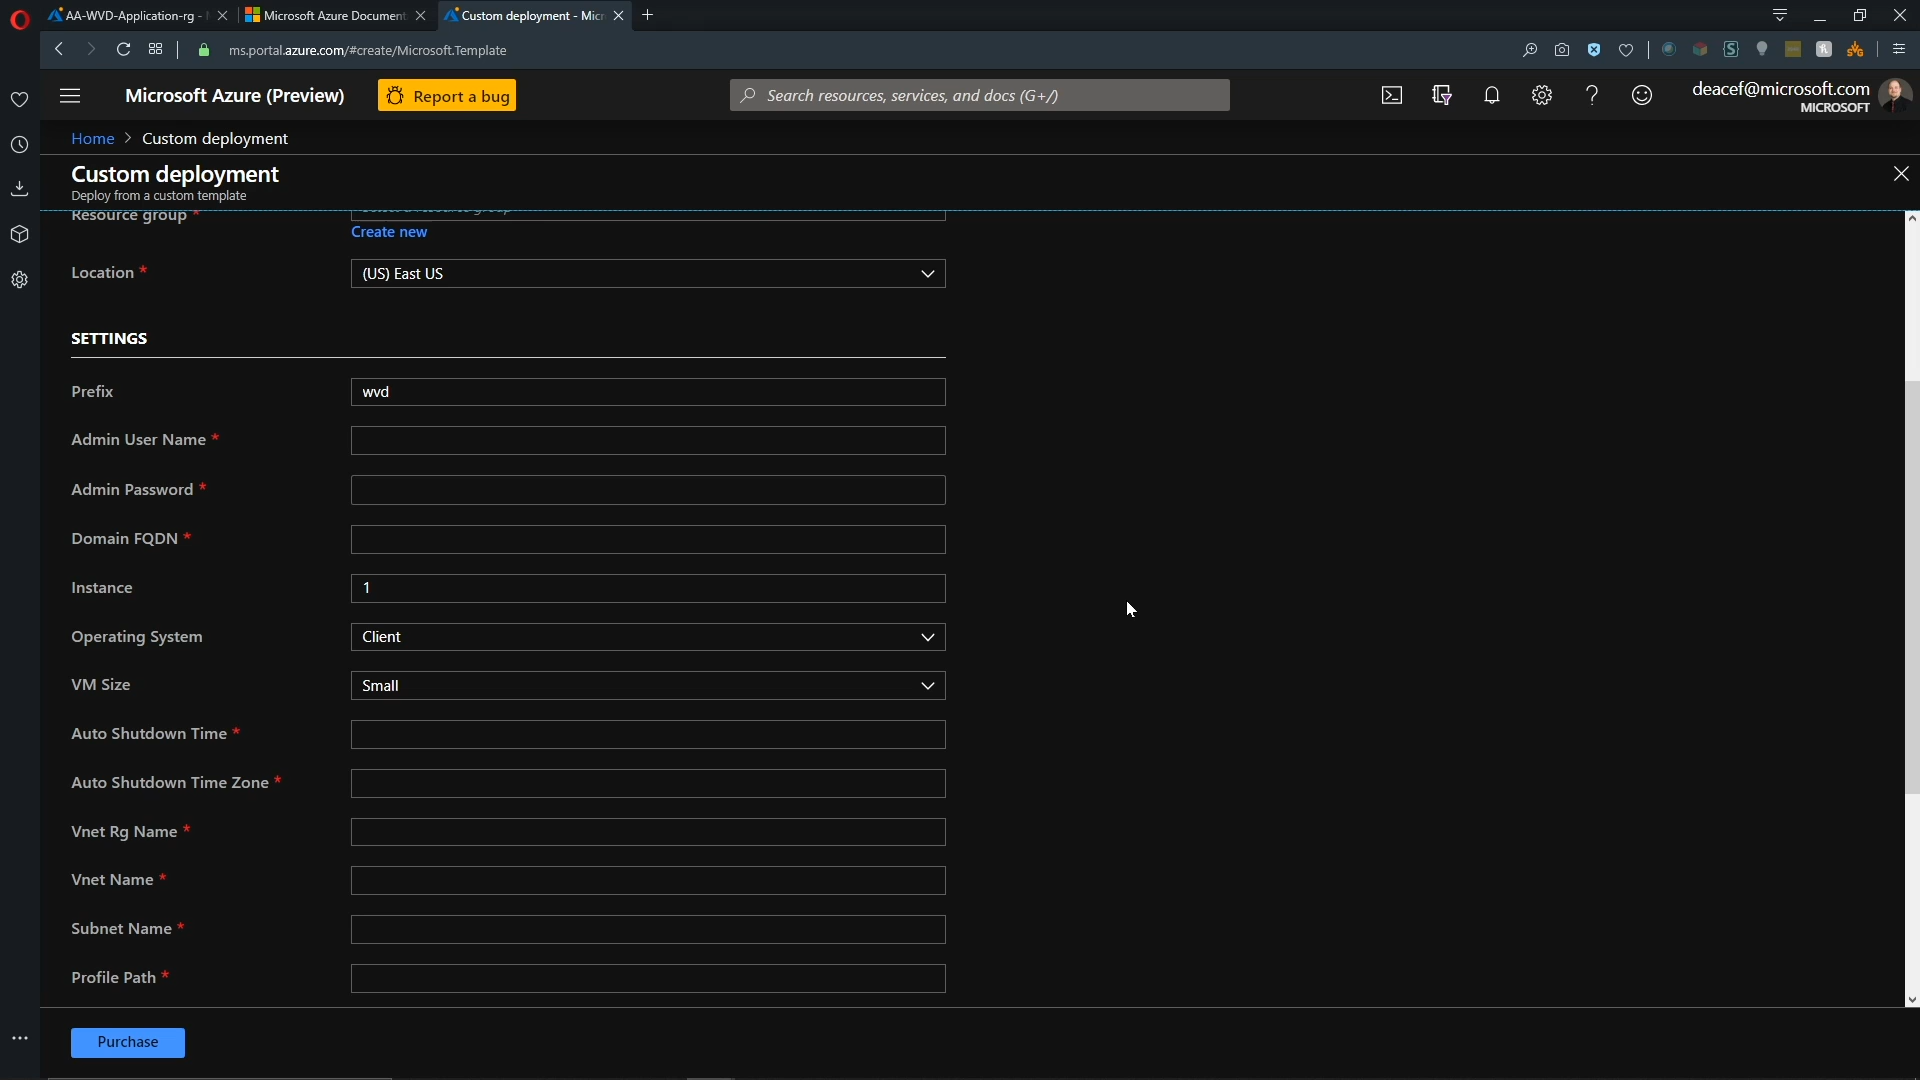 AA-WVD-Application-rg -
Microsoft Azure Document
Custom deployment - Mic
ms.portal.azure.com/#create/Microsoft.Template
Microsoft Azure (Preview)
Report a bug
Search resources, services, and docs (G+/)
deacef@microsoft.com
MICROSOFT
Home > Custom deployment
Custom deployment
Deploy from a custom template
Resource group *
Create new
Location *
(US) East US
SETTINGS
Prefix
wvd
Admin User Name *
Admin Password *
Domain FQDN *
Instance
1
Operating System
Client
VM Size
Small
Auto Shutdown Time *
Auto Shutdown Time Zone *
Vnet Rg Name *
Vnet Name *
Subnet Name *
Profile Path *
Purchase